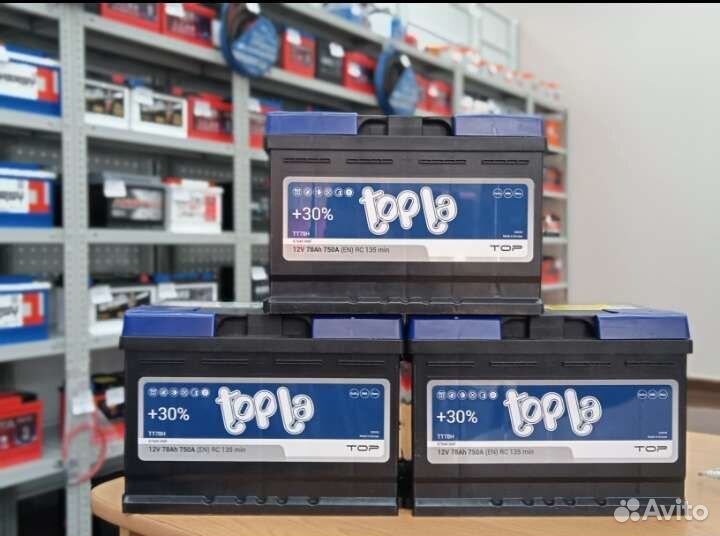 topla
+30%
TT78H
12V 78Ah 750A (EN) RC 135 min
TOP
topla
+30%
TT78H
12V 78Ah 750A (EN) RC 135 min
TOP
topla
+30%
TT78H
12V 78Ah 750A (EN) RC 135 min
TOP
Avito